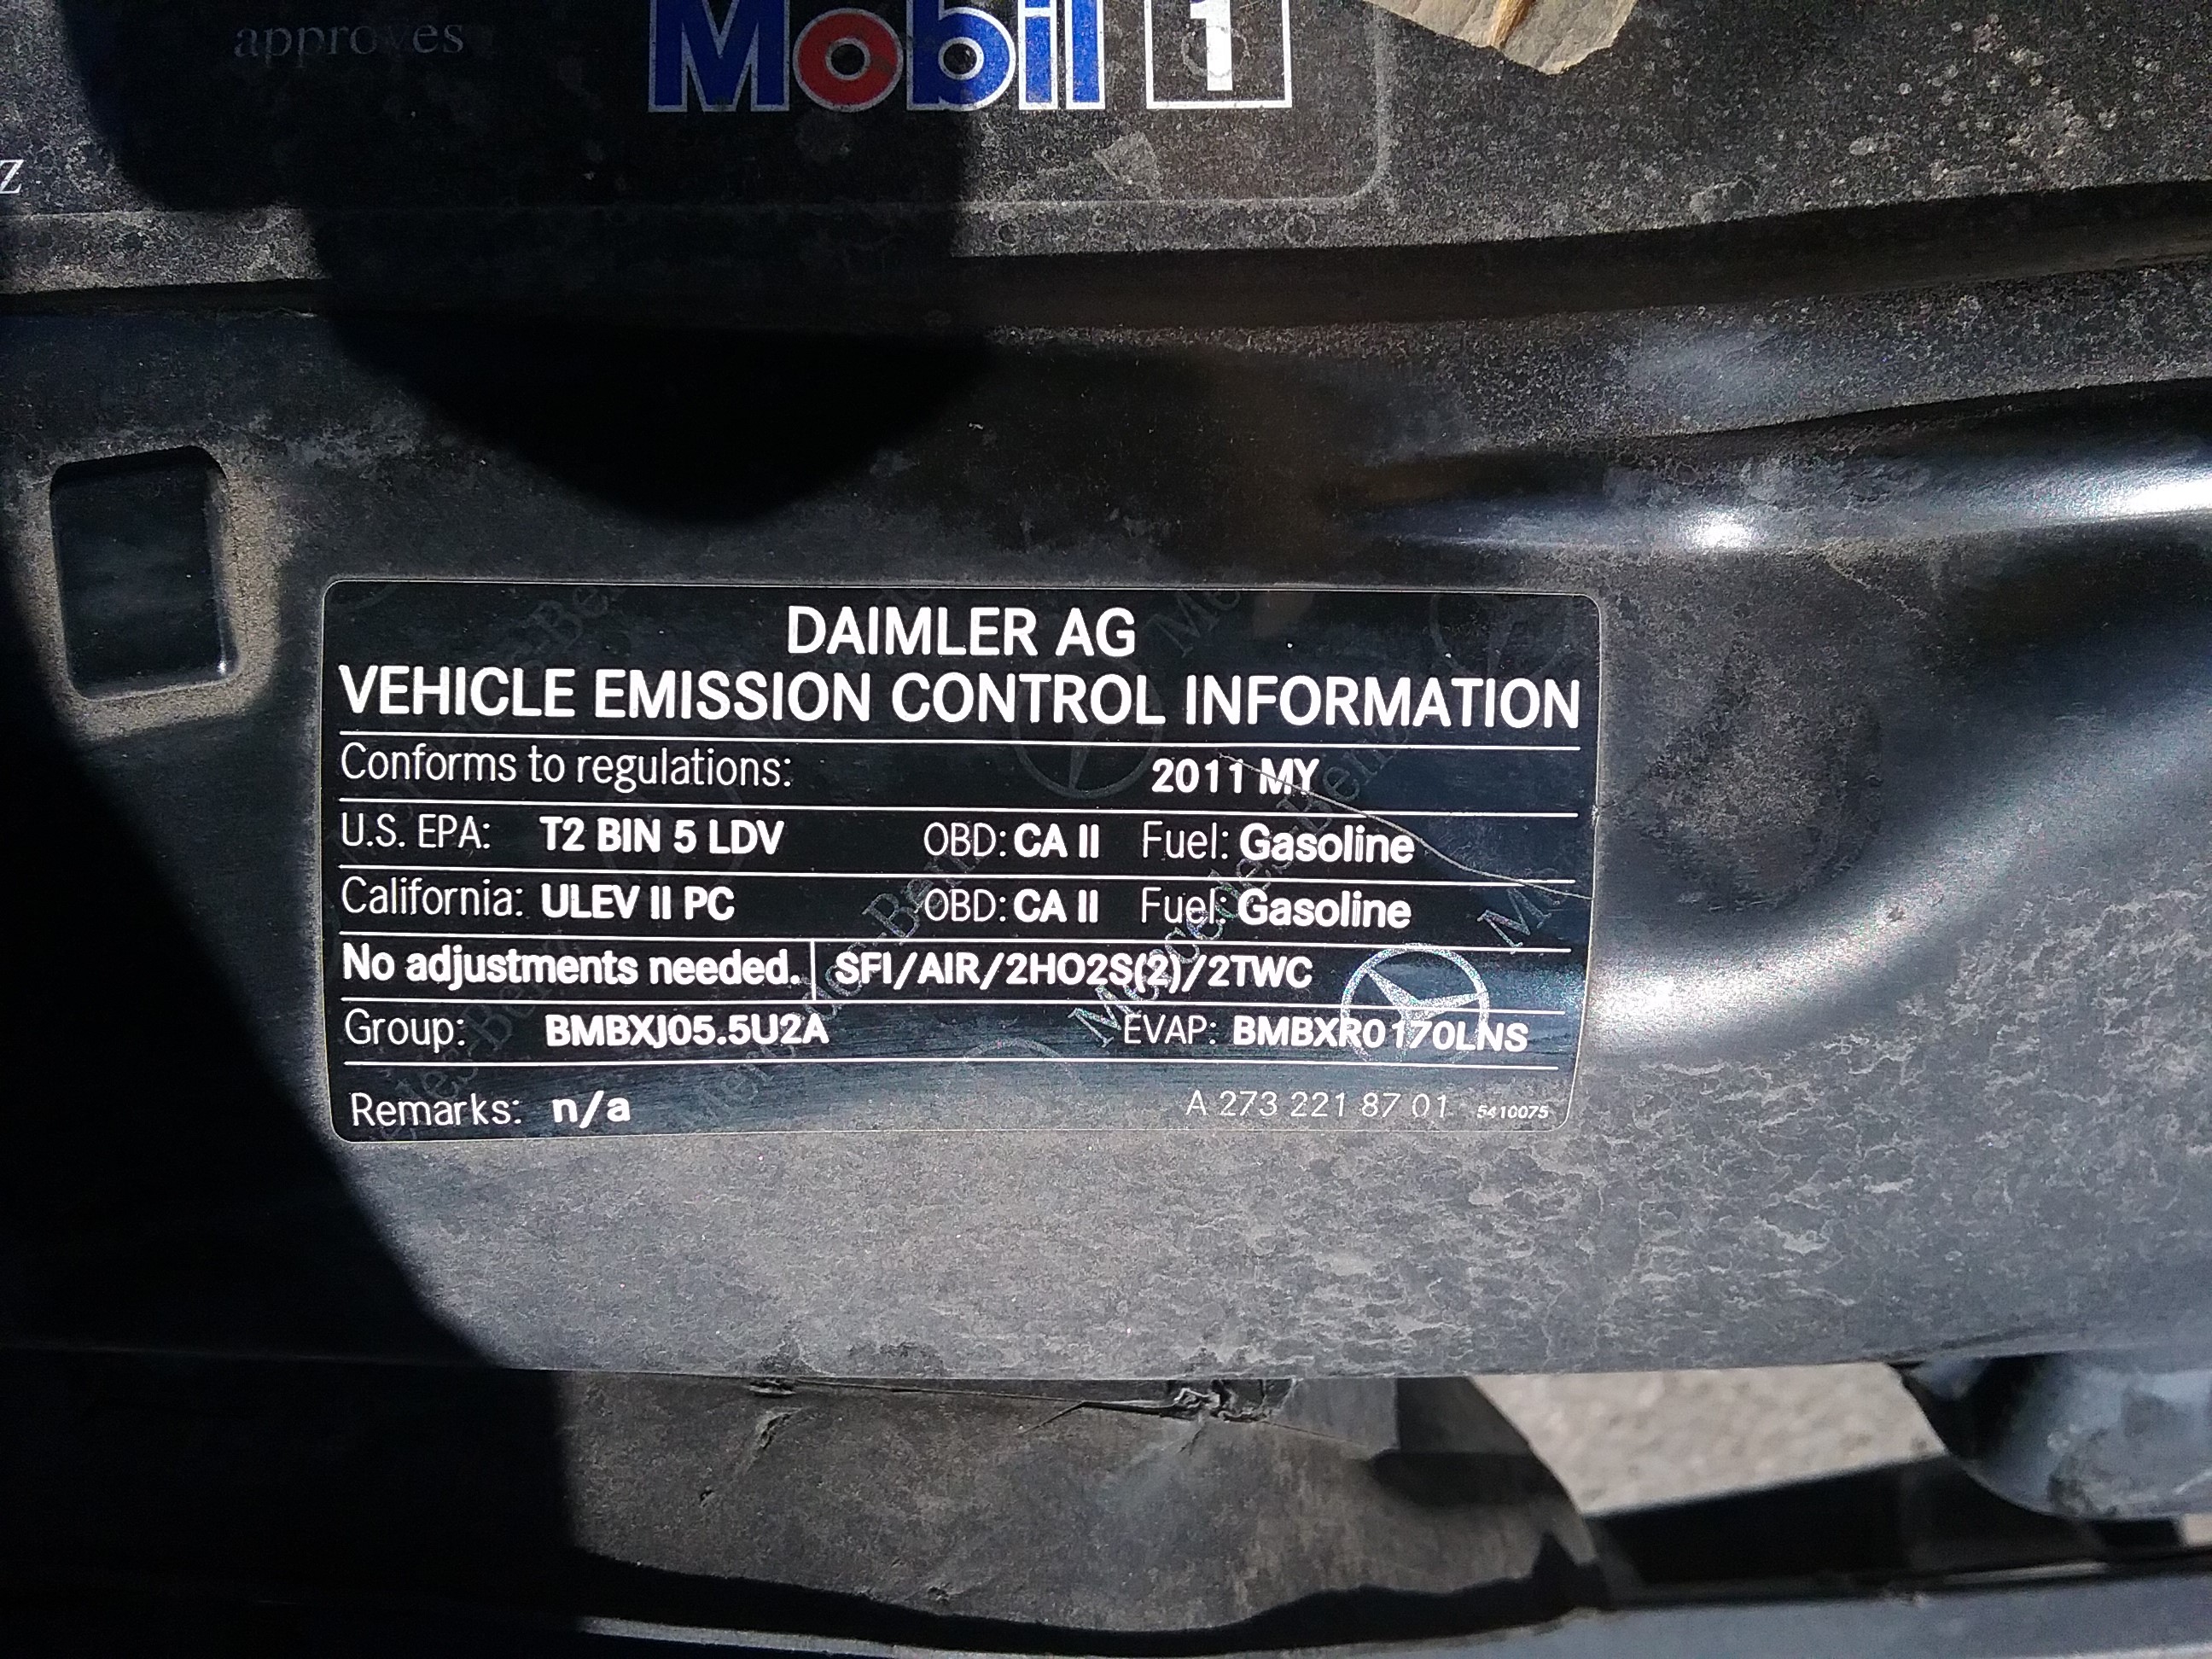 approves
Mobil 1
z
DAIMLER AG
VEHICLE EMISSION CONTROL INFORMATION
Conforms to regulations: 2011 MY
U.S. EPA: T2 BIN 5 LDV OBD: CA II Fuel: Gasoline
California: ULEV II PC OBD: CA II Fuel: Gasoline
No adjustments needed. SFI/AIR/2HO2S(2)/2TWC
Group: BMBXJ05.5U2A EVAP: BMBXR0170LNS
Remarks: n/a A 273 221 87 01 5410075
Mercedes-Benz